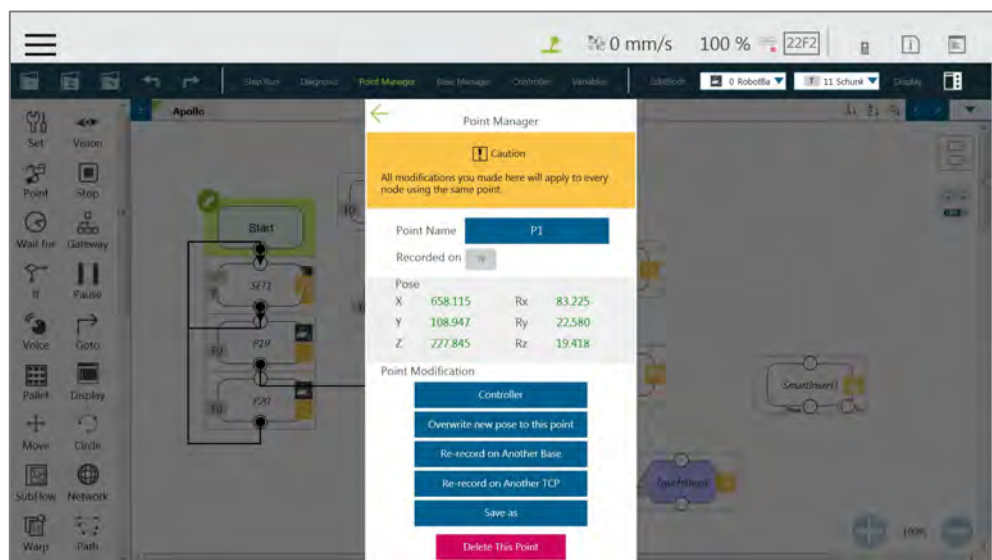 0 mm/s 100 % 22F2
Step Run Diagnosis Point Manager Base Manager Controller Variables EditBlock 0 RobotBa T 11 Schunk Display
Apollo
Set Vision
Point Stop
Wait for Gateway
If Pause
Voice Goto
Pallet Display
Move Circle
SubFlow Network
Warp Path
Start
SET1
P19
P20
SmartInsert1
100%
Point Manager
Caution
All modifications you made here will apply to every
node using the same point.
Point Name P1
Recorded on
Pose
X 658.115 Rx 83.225
Y 108.947 Ry 22.580
Z 227.845 Rz 19.418
Point Modification
Controller
Overwrite new pose to this point
Re-record on Another Base
Re-record on Another TCP
Save as
Delete This Point